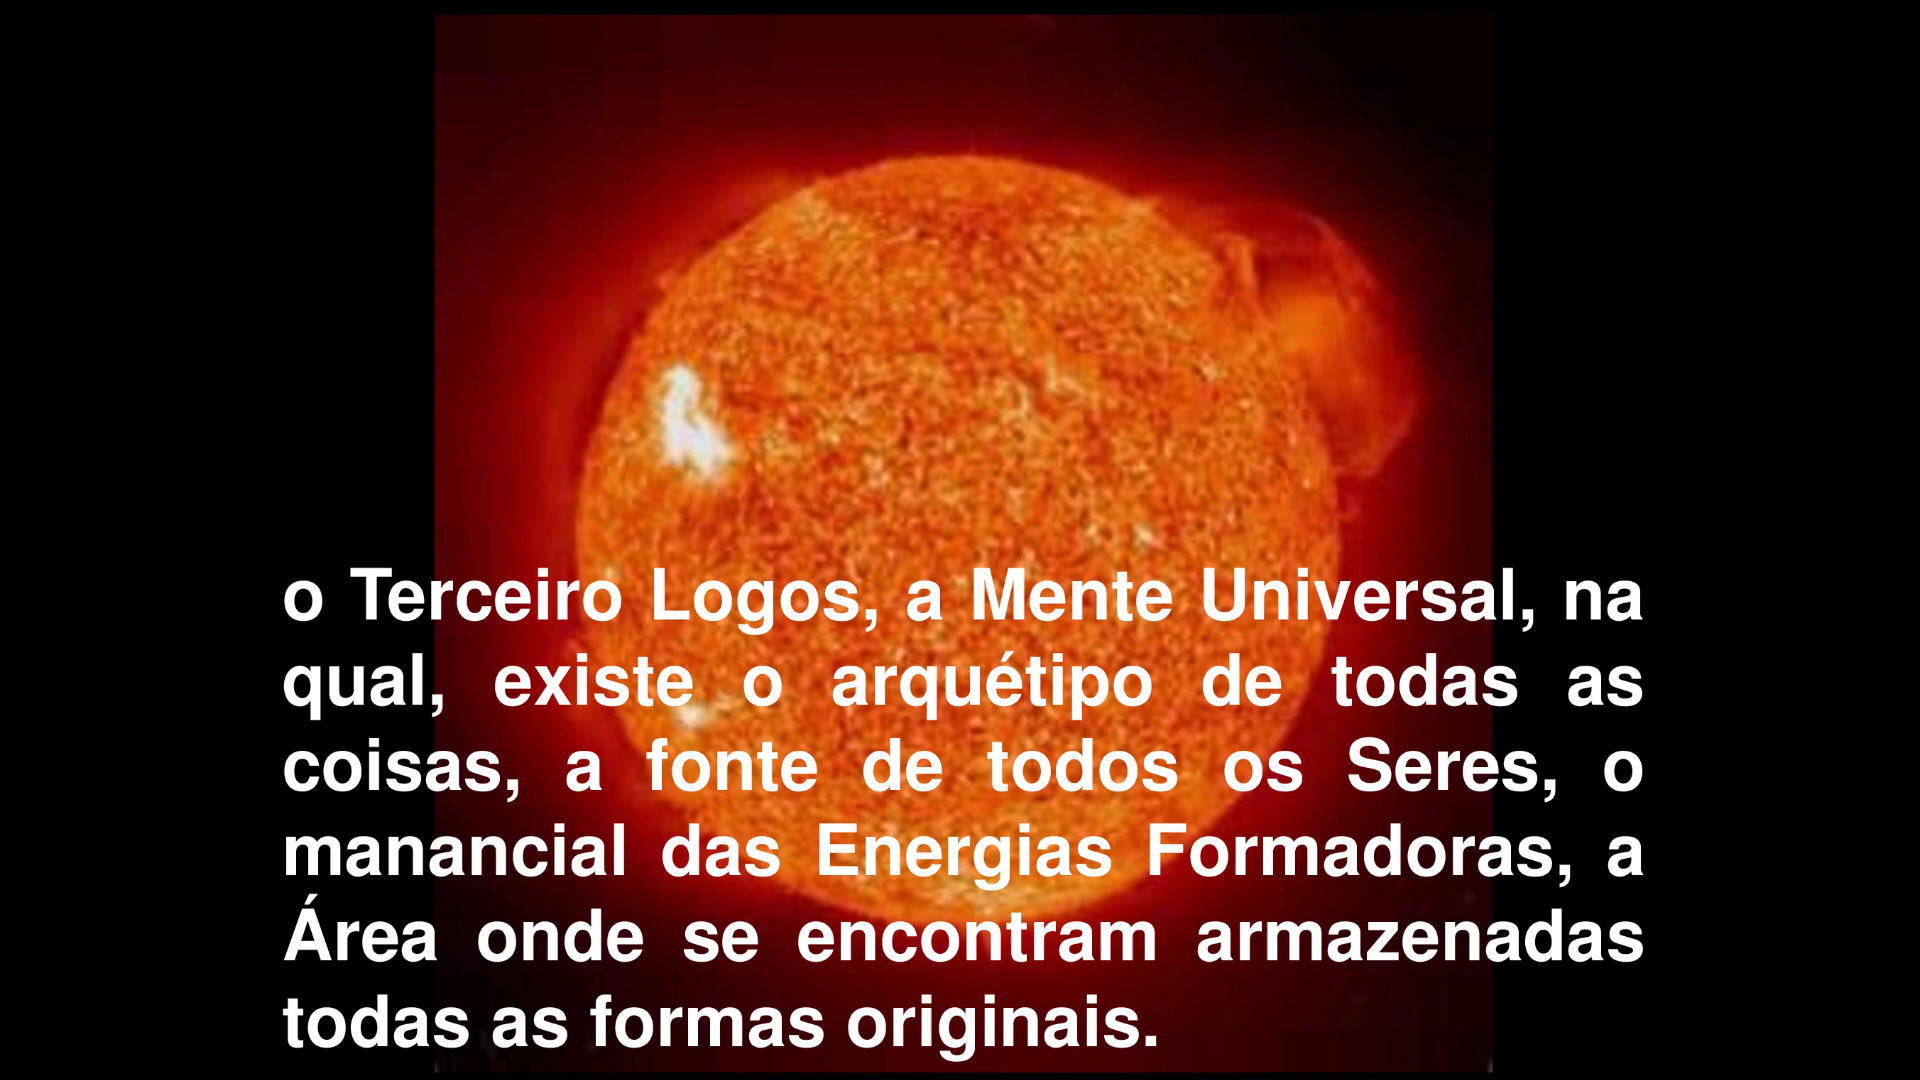 o Terceiro Logos, a Mente Universal, na
qual, existe o arquétipo de todas as
coisas, a fonte de todos os Seres, o
manancial das Energias Formadoras, a
Área onde se encontram armazenadas
todas as formas originais.